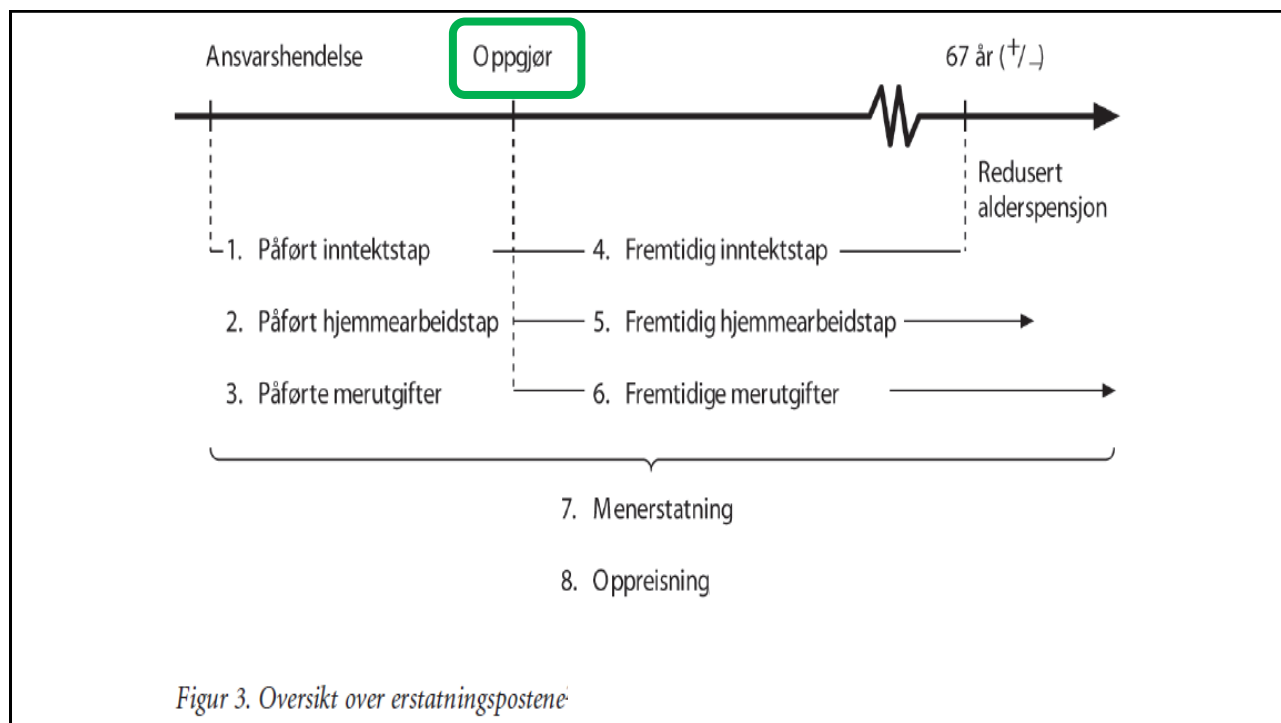 Ansvarshendelse Oppgjør 67 år (+/–)
Redusert
alderspensjon
1. Påført inntektstap 4. Fremtidig inntektstap
2. Påført hjemmearbeidstap 5. Fremtidig hjemmearbeidstap
3. Påførte merutgifter 6. Fremtidige merutgifter
7. Menerstatning
8. Oppreisning
Figur 3. Oversikt over erstatningspostene